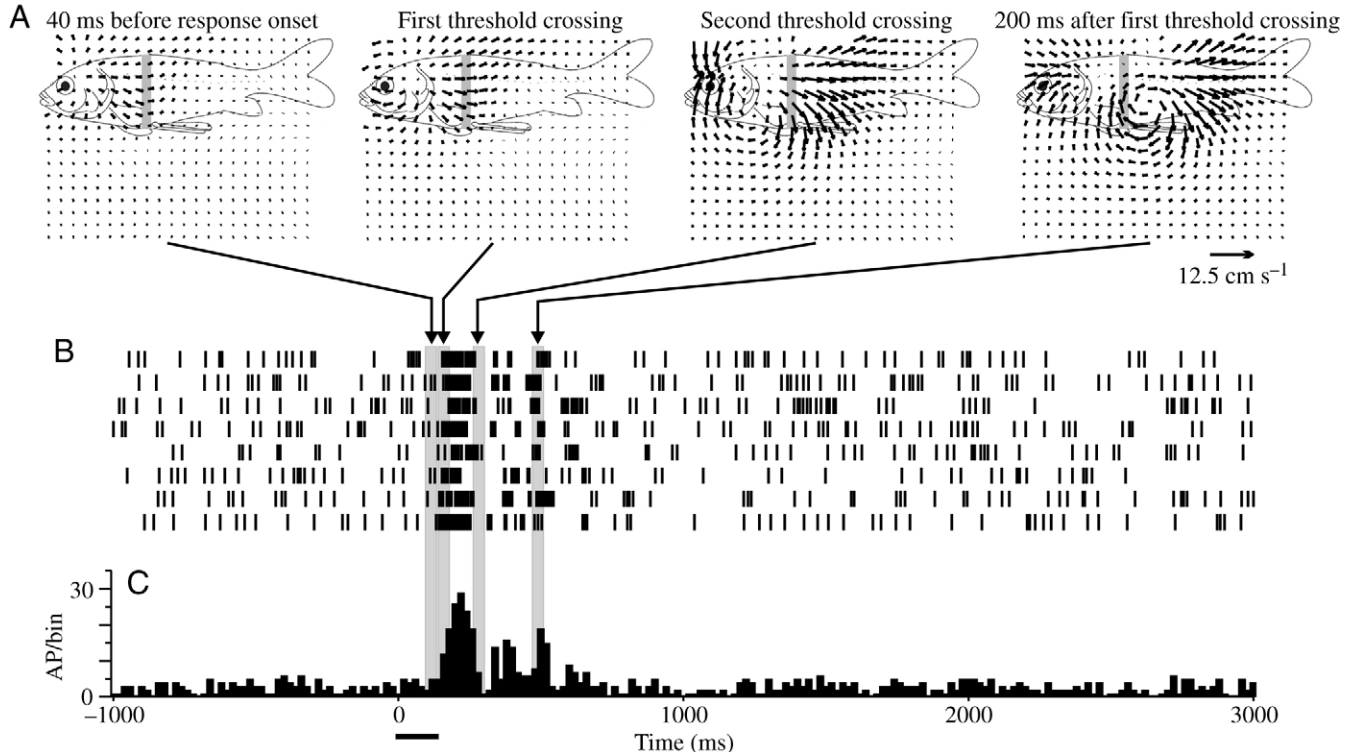 A
40 ms before response onset
First threshold crossing
Second threshold crossing
200 ms after first threshold crossing
12.5 cm s⁻¹
B
C
30
AP/bin
0
−1000
0
1000
2000
3000
Time (ms)